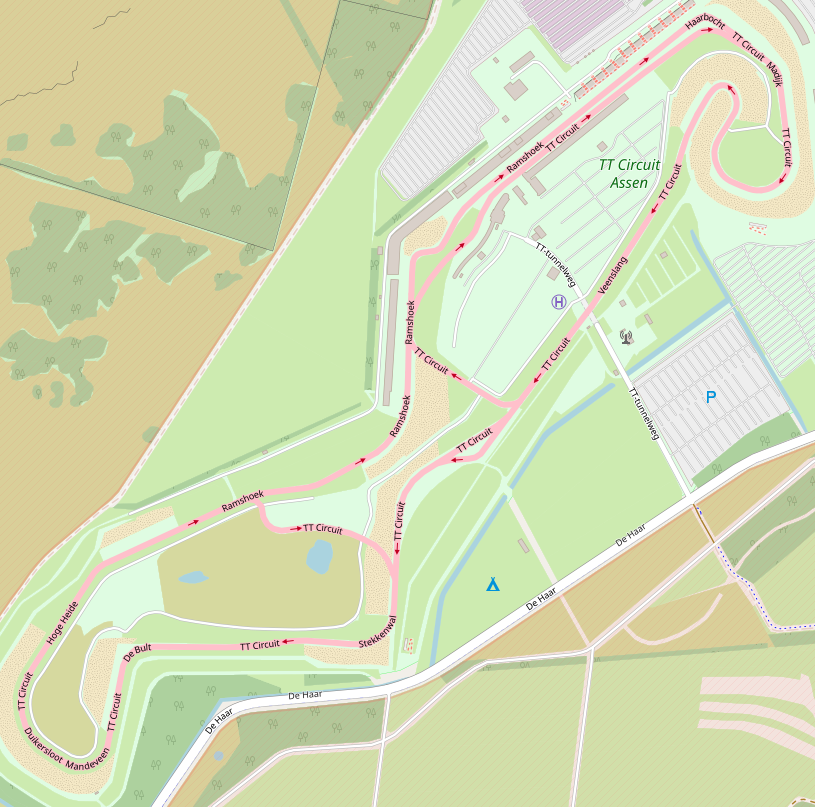 Haarbocht
TT Circuit
Madijk
TT Circuit
Ramshoek
TT Circuit
TT Circuit
Assen
TT Circuit
TT-tunnelweg
Veenslang
H
Ramshoek
TT Circuit
TT Circuit
P
TT-tunnelweg
Ramshoek
TT Circuit
Ramshoek
TT Circuit
TT Circuit
De Haar
De Haar
Hoge Heide
Stekkenwal
TT Circuit
De Bult
TT Circuit
TT Circuit
De Haar
De Haar
Duikersloot
Mandeveen